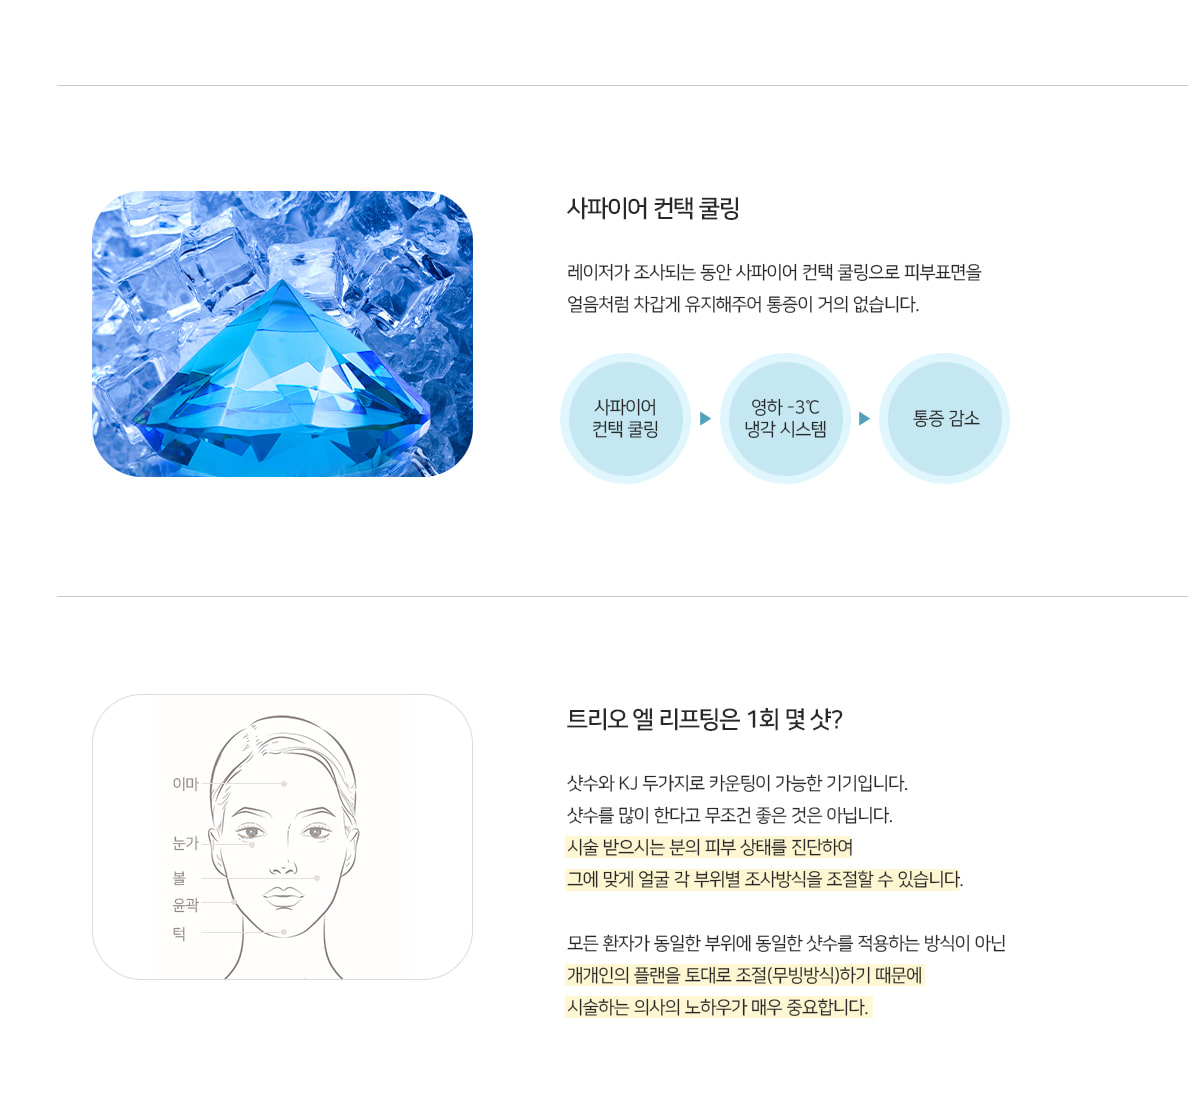 사파이어 컨택 쿨링
레이저가 조사되는 동안 사파이어 컨택 쿨링으로 피부표면을
얼음처럼 차갑게 유지해주어 통증이 거의 없습니다.
사파이어
컨택 쿨링
영하 -3℃
냉각 시스템
통증 감소
이마
눈가
볼
윤곽
턱
트리오 엘 리프팅은 1회 몇 샷?
샷수와 KJ 두가지로 카운팅이 가능한 기기입니다.
샷수를 많이 한다고 무조건 좋은 것은 아닙니다.
시술 받으시는 분의 피부 상태를 진단하여
그에 맞게 얼굴 각 부위별 조사방식을 조절할 수 있습니다.
모든 환자가 동일한 부위에 동일한 샷수를 적용하는 방식이 아닌
개개인의 플랜을 토대로 조절(무빙방식)하기 때문에
시술하는 의사의 노하우가 매우 중요합니다.